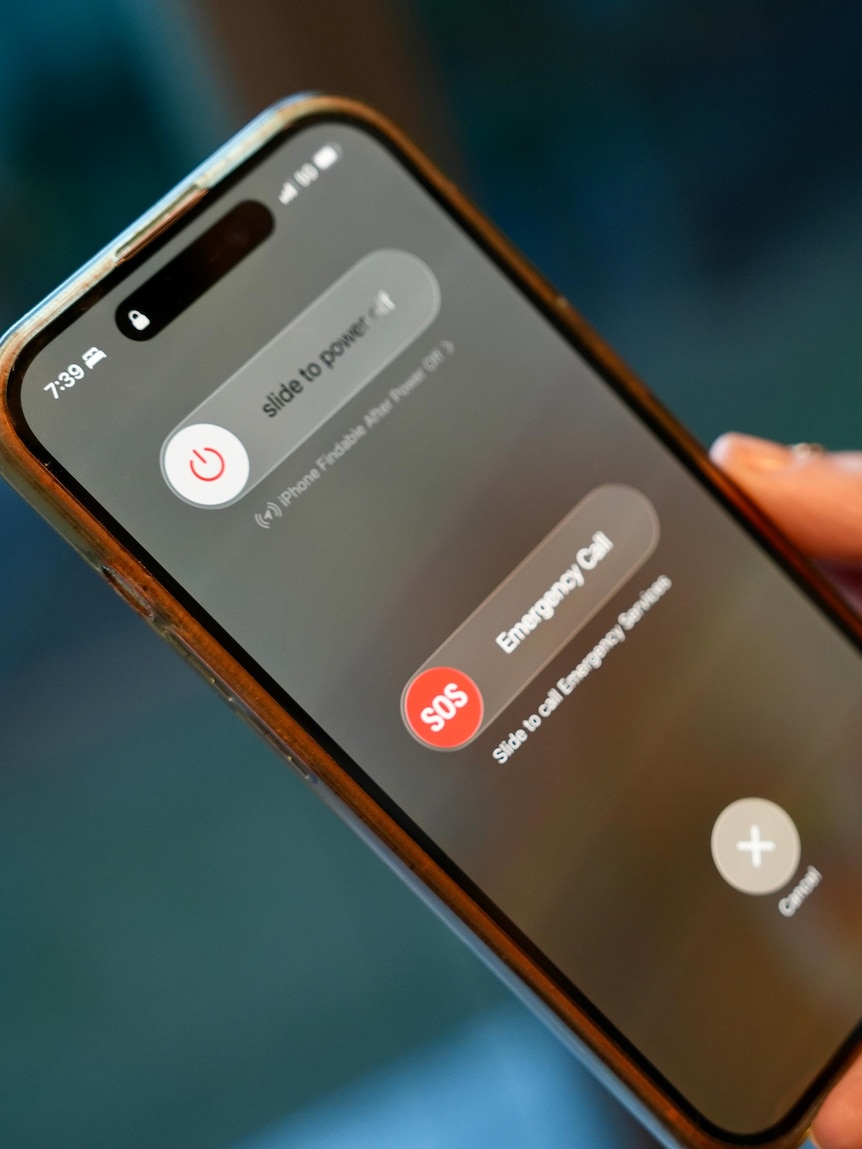 7:39
slide to power off
iPhone Findable After Power Off
SOS
Emergency Call
Slide to call Emergency Services
Cancel